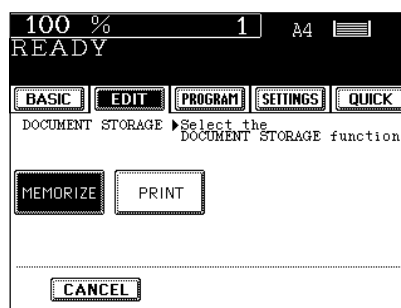 100 % 1 A4
READY
BASIC EDIT PROGRAM SETTINGS QUICK
DOCUMENT STORAGE ▶Select the
DOCUMENT STORAGE function
MEMORIZE PRINT
CANCEL